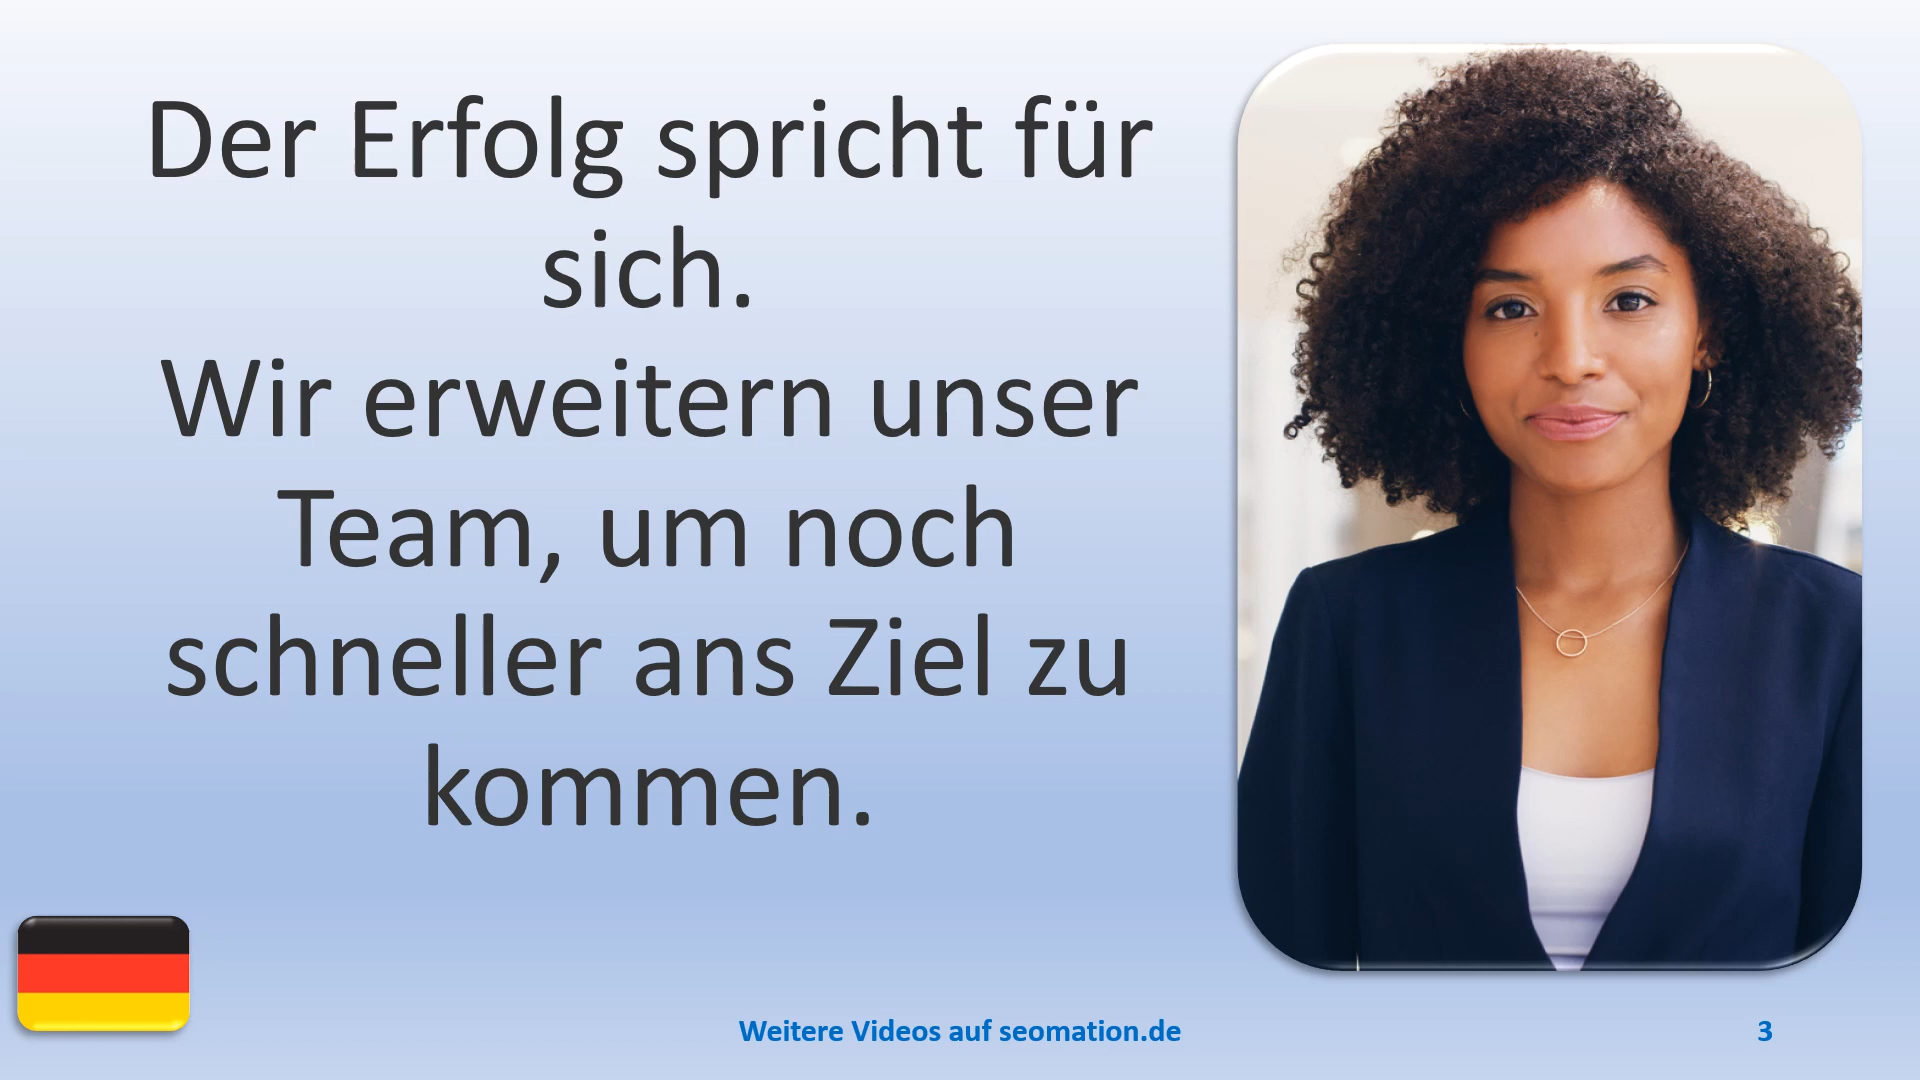 Der Erfolg spricht für
sich.
Wir erweitern unser
Team, um noch
schneller ans Ziel zu
kommen.
Weitere Videos auf seomation.de
3